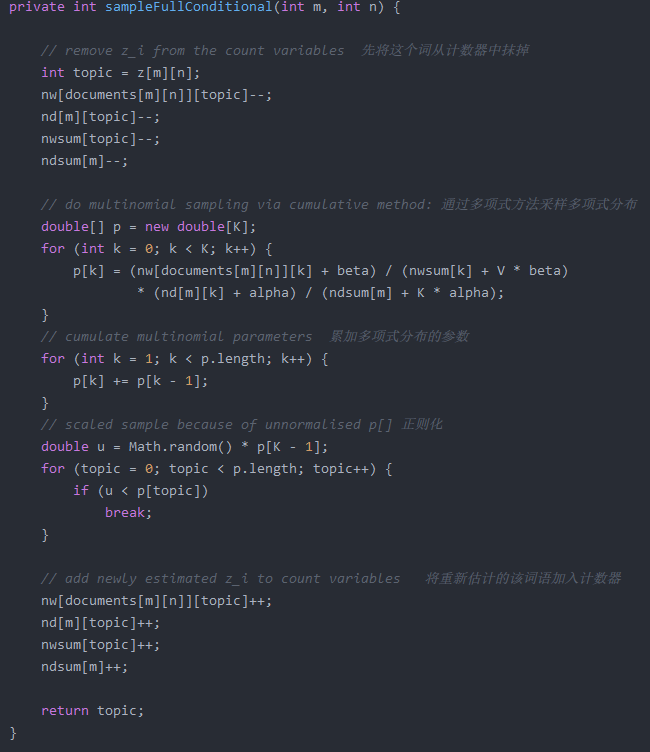 private int sampleFullConditional(int m, int n) {
// remove z_i from the count variables 先将这个词从计数器中抹掉
int topic = z[m][n];
nw[documents[m][n]][topic]--;
nd[m][topic]--;
nwsum[topic]--;
ndsum[m]--;
// do multinomial sampling via cumulative method: 通过多项式方法采样多项式分布
double[] p = new double[K];
for (int k = 0; k < K; k++) {
p[k] = (nw[documents[m][n]][k] + beta) / (nwsum[k] + V * beta)
* (nd[m][k] + alpha) / (ndsum[m] + K * alpha);
}
// cumulate multinomial parameters 累加多项式分布的参数
for (int k = 1; k < p.length; k++) {
p[k] += p[k - 1];
}
// scaled sample because of unnormalised p[] 正则化
double u = Math.random() * p[K - 1];
for (topic = 0; topic < p.length; topic++) {
if (u < p[topic])
break;
}
// add newly estimated z_i to count variables 将重新估计的该词语加入计数器
nw[documents[m][n]][topic]++;
nd[m][topic]++;
nwsum[topic]++;
ndsum[m]++;
return topic;
}